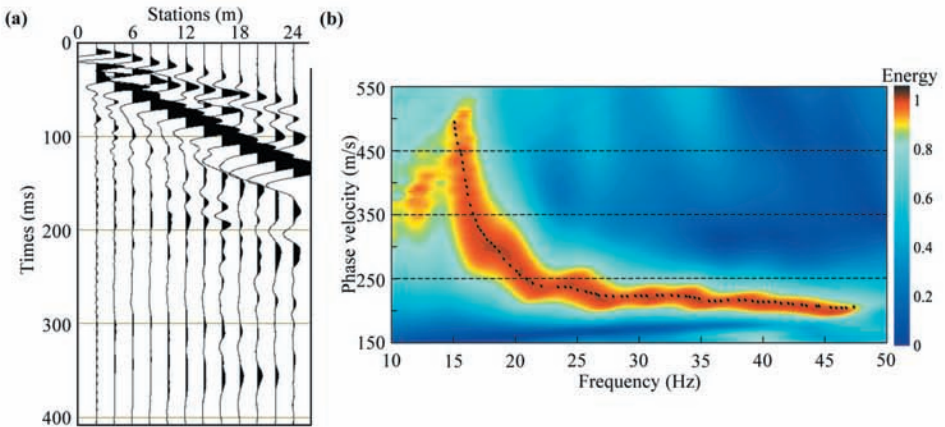 (a)
Stations (m)
0 6 12 18 24
Times (ms)
0
100
200
300
400
(b)
Energy
1
0.8
0.6
0.4
0.2
0
Phase velocity (m/s)
550
450
350
250
150
10 15 20 25 30 35 40 45 50
Frequency (Hz)